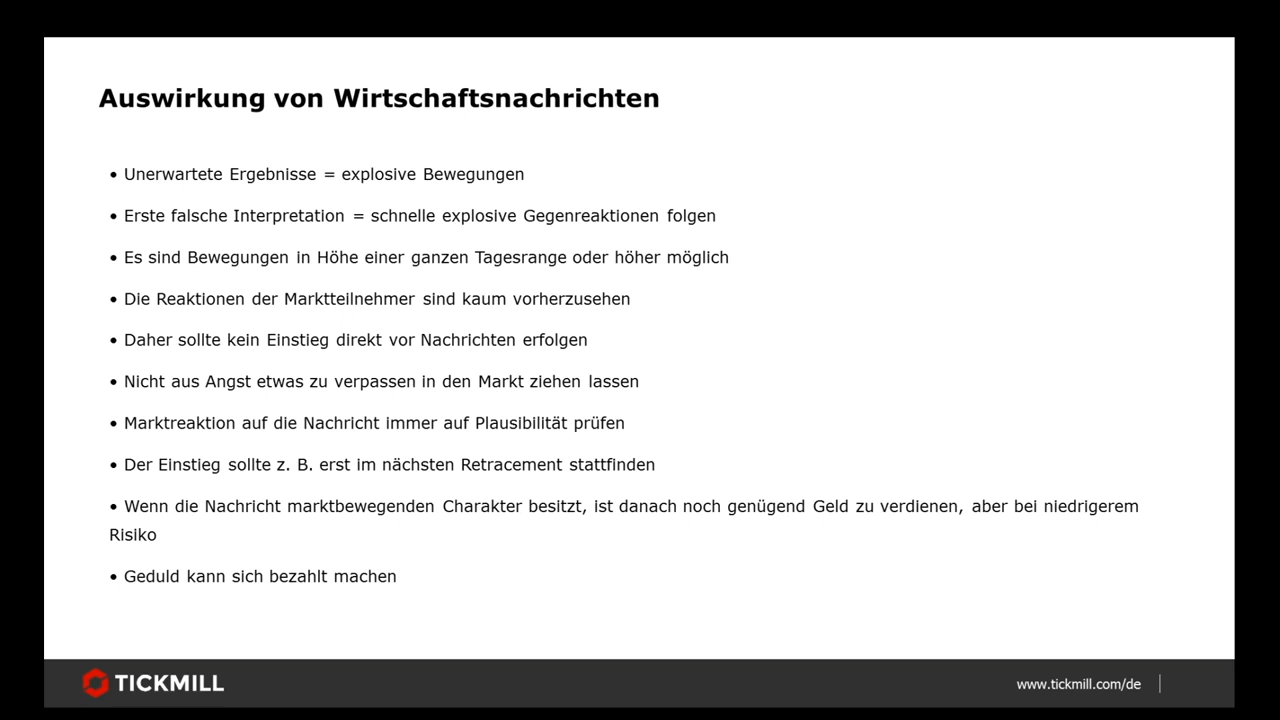 Auswirkung von Wirtschaftsnachrichten
• Unerwartete Ergebnisse = explosive Bewegungen
• Erste falsche Interpretation = schnelle explosive Gegenreaktionen folgen
• Es sind Bewegungen in Höhe einer ganzen Tagesrange oder höher möglich
• Die Reaktionen der Marktteilnehmer sind kaum vorherzusehen
• Daher sollte kein Einstieg direkt vor Nachrichten erfolgen
• Nicht aus Angst etwas zu verpassen in den Markt ziehen lassen
• Marktreaktion auf die Nachricht immer auf Plausibilität prüfen
• Der Einstieg sollte z. B. erst im nächsten Retracement stattfinden
• Wenn die Nachricht marktbewegenden Charakter besitzt, ist danach noch genügend Geld zu verdienen, aber bei niedrigerem
Risiko
• Geduld kann sich bezahlt machen
TICKMILL
www.tickmill.com/de